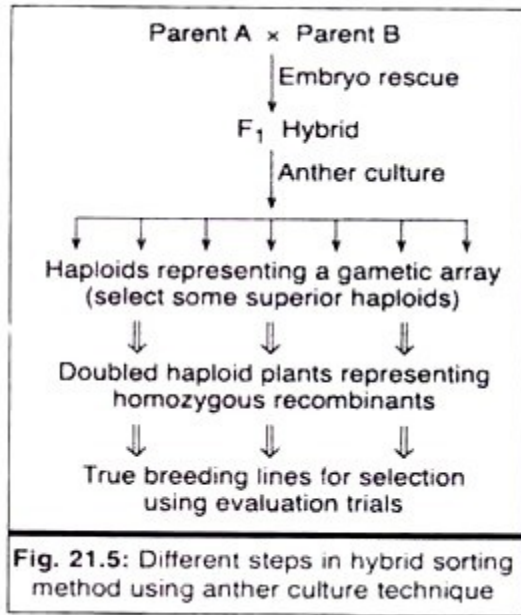 Parent A × Parent B
Embryo rescue
F₁ Hybrid
Anther culture
Haploids representing a gametic array
(select some superior haploids)
Doubled haploid plants representing
homozygous recombinants
True breeding lines for selection
using evaluation trials
Fig. 21.5: Different steps in hybrid sorting
method using anther culture technique